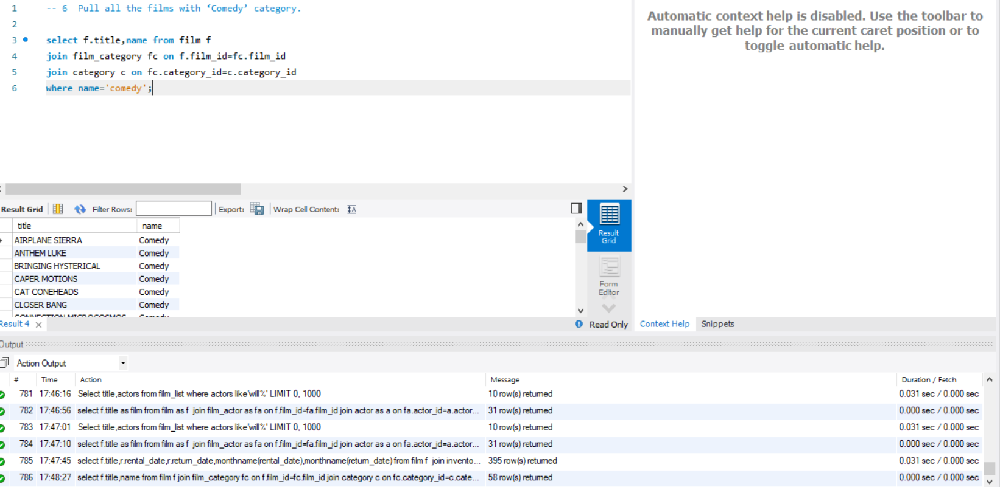 1 -- 6 Pull all the films with ‘Comedy’ category.
2
3 select f.title,name from film f
4 join film_category fc on f.film_id=fc.film_id
5 join category c on fc.category_id=c.category_id
6 where name='comedy';
Automatic context help is disabled. Use the toolbar to
manually get help for the current caret position or to
toggle automatic help.
Result Grid Filter Rows: Export: Wrap Cell Content:
title name
AIRPLANE SIERRA Comedy
ANTHEM LUKE Comedy
BRINGING HYSTERICAL Comedy
CAPER MOTIONS Comedy
CAT CONEHEADS Comedy
CLOSER BANG Comedy
CONNECTION MICROCOSMOS Comedy
Result
Grid
Form
Editor
Result 4 Read Only
Context Help Snippets
Output
Action Output
# Time Action Message Duration / Fetch
781 17:46:16 Select title,actors from film_list where actors like'will%' LIMIT 0, 1000 10 row(s) returned 0.031 sec / 0.000 sec
782 17:46:56 select f.title as film from film as f join film_actor as fa on f.film_id=fa.film_id join actor as a on fa.actor_id=a.actor... 31 row(s) returned 0.000 sec / 0.000 sec
783 17:47:01 Select title,actors from film_list where actors like'will%' LIMIT 0, 1000 10 row(s) returned 0.031 sec / 0.000 sec
784 17:47:10 select f.title as film from film as f join film_actor as fa on f.film_id=fa.film_id join actor as a on fa.actor_id=a.actor... 31 row(s) returned 0.000 sec / 0.000 sec
785 17:47:45 select f.title,r.rental_date,r.return_date,monthname(rental_date),monthname(return_date) from film f join invento... 395 row(s) returned 0.031 sec / 0.000 sec
786 17:48:27 select f.title,name from film f join film_category fc on f.film_id=fc.film_id join category c on fc.category_id=c.cate... 58 row(s) returned 0.000 sec / 0.000 sec